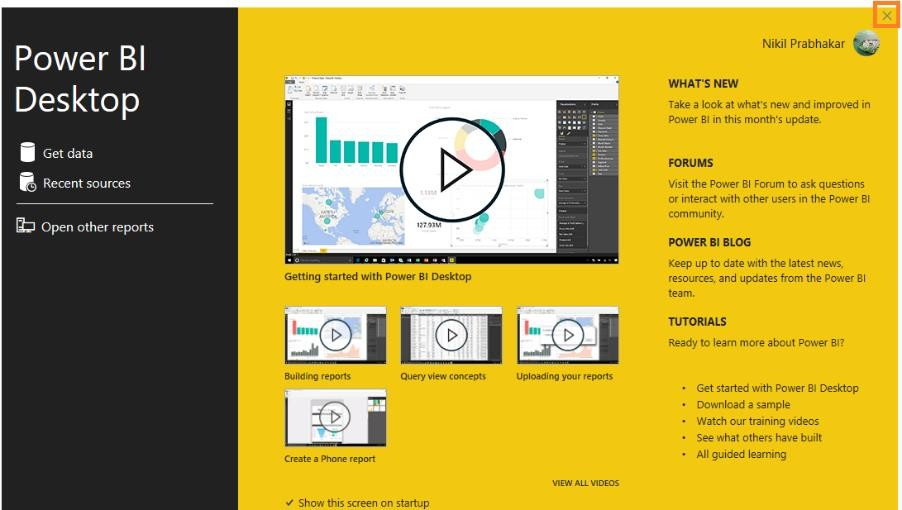 Power BI
Desktop
Get data
Recent sources
Open other reports
Nikil Prabhakar
127.93M
Getting started with Power BI Desktop
Building reports
Query view concepts
Uploading your reports
Create a Phone report
VIEW ALL VIDEOS
Show this screen on startup
WHAT'S NEW
Take a look at what's new and improved in
Power BI in this month's update.
FORUMS
Visit the Power BI Forum to ask questions
or interact with other users in the Power BI
community.
POWER BI BLOG
Keep up to date with the latest news,
resources, and updates from the Power BI
team.
TUTORIALS
Ready to learn more about Power BI?
• Get started with Power BI Desktop
• Download a sample
• Watch our training videos
• See what others have built
• All guided learning